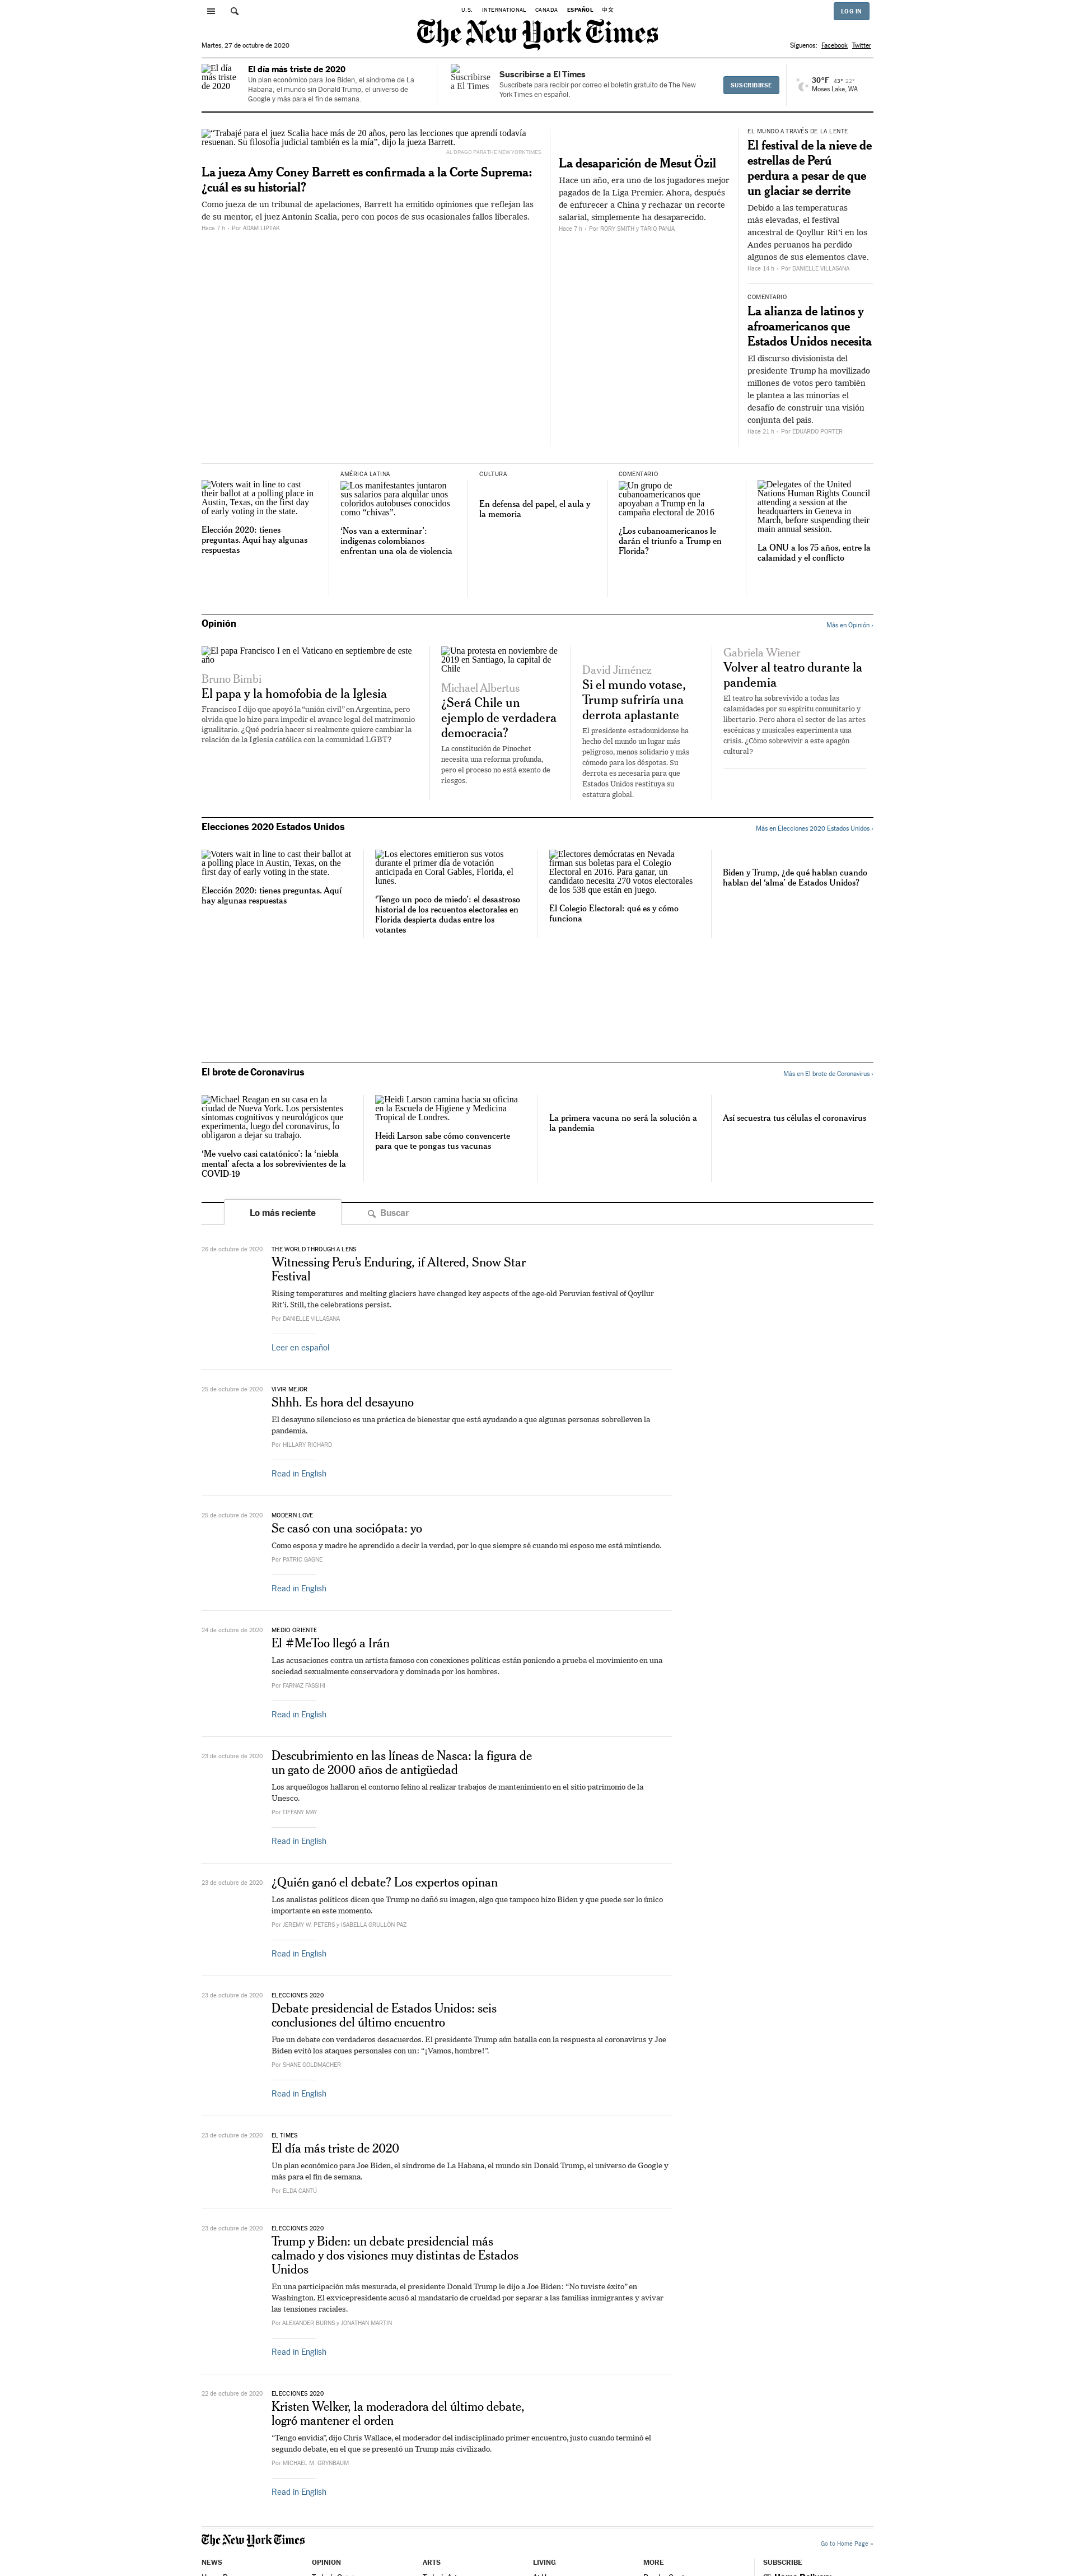 U.S. INTERNATIONAL CANADA ESPAÑOL 中文
LOG IN
The New York Times
Martes, 27 de octubre de 2020
Síguenos: Facebook Twitter
El día
más triste
de 2020
El día más triste de 2020
Un plan económico para Joe Biden, el síndrome de La
Habana, el mundo sin Donald Trump, el universo de
Google y más para el fin de semana.
Suscribirse
a El Times
Suscribirse a El Times
Suscríbete para recibir por correo el boletín gratuito de The New
York Times en español.
SUSCRIBIRSE
30°F 43° 22°
Moses Lake, WA
“Trabajé para el juez Scalia hace más de 20 años, pero las lecciones que aprendí todavía
resuenan. Su filosofía judicial también es la mía”, dijo la jueza Barrett.
AL DRAGO PARA THE NEW YORK TIMES
La jueza Amy Coney Barrett es confirmada a la Corte Suprema:
¿cuál es su historial?
Como jueza de un tribunal de apelaciones, Barrett ha emitido opiniones que reflejan las
de su mentor, el juez Antonin Scalia, pero con pocos de sus ocasionales fallos liberales.
Hace 7 h • Por ADAM LIPTAK
La desaparición de Mesut Özil
Hace un año, era uno de los jugadores mejor
pagados de la Liga Premier. Ahora, después
de enfurecer a China y rechazar un recorte
salarial, simplemente ha desaparecido.
Hace 7 h • Por RORY SMITH y TARIQ PANJA
EL MUNDO A TRAVÉS DE LA LENTE
El festival de la nieve de
estrellas de Perú
perdura a pesar de que
un glaciar se derrite
Debido a las temperaturas
más elevadas, el festival
ancestral de Qoyllur Rit’i en los
Andes peruanos ha perdido
algunos de sus elementos clave.
Hace 14 h • Por DANIELLE VILLASANA
COMENTARIO
La alianza de latinos y
afroamericanos que
Estados Unidos necesita
El discurso divisionista del
presidente Trump ha movilizado
millones de votos pero también
le plantea a las minorías el
desafío de construir una visión
conjunta del país.
Hace 21 h • Por EDUARDO PORTER
Voters wait in line to cast
their ballot at a polling place in
Austin, Texas, on the first day
of early voting in the state.
Elección 2020: tienes
preguntas. Aquí hay algunas
respuestas
AMÉRICA LATINA
Los manifestantes juntaron
sus salarios para alquilar unos
coloridos autobuses conocidos
como “chivas”.
‘Nos van a exterminar’:
indígenas colombianos
enfrentan una ola de violencia
CULTURA
En defensa del papel, el aula y
la memoria
COMENTARIO
Un grupo de
cubanoamericanos que
apoyaban a Trump en la
campaña electoral de 2016
¿Los cubanoamericanos le
darán el triunfo a Trump en
Florida?
Delegates of the United
Nations Human Rights Council
attending a session at the
headquarters in Geneva in
March, before suspending their
main annual session.
La ONU a los 75 años, entre la
calamidad y el conflicto
Opinión
Más en Opinión ›
El papa Francisco I en el Vaticano en septiembre de este
año
Bruno Bimbi
El papa y la homofobia de la Iglesia
Francisco I dijo que apoyó la “unión civil” en Argentina, pero
olvida que lo hizo para impedir el avance legal del matrimonio
igualitario. ¿Qué podría hacer si realmente quiere cambiar la
relación de la Iglesia católica con la comunidad LGBT?
Una protesta en noviembre de
2019 en Santiago, la capital de
Chile
Michael Albertus
¿Será Chile un
ejemplo de verdadera
democracia?
La constitución de Pinochet
necesita una reforma profunda,
pero el proceso no está exento de
riesgos.
David Jiménez
Si el mundo votase,
Trump sufriría una
derrota aplastante
El presidente estadounidense ha
hecho del mundo un lugar más
peligroso, menos solidario y más
cómodo para los déspotas. Su
derrota es necesaria para que
Estados Unidos restituya su
estatura global.
Gabriela Wiener
Volver al teatro durante la
pandemia
El teatro ha sobrevivido a todas las
calamidades por su espíritu comunitario y
libertario. Pero ahora el sector de las artes
escénicas y musicales experimenta una
crisis. ¿Cómo sobrevivir a este apagón
cultural?
Elecciones 2020 Estados Unidos
Más en Elecciones 2020 Estados Unidos ›
Voters wait in line to cast their ballot at
a polling place in Austin, Texas, on the
first day of early voting in the state.
Elección 2020: tienes preguntas. Aquí
hay algunas respuestas
Los electores emitieron sus votos
durante el primer día de votación
anticipada en Coral Gables, Florida, el
lunes.
‘Tengo un poco de miedo’: el desastroso
historial de los recuentos electorales en
Florida despierta dudas entre los
votantes
Electores demócratas en Nevada
firman sus boletas para el Colegio
Electoral en 2016. Para ganar, un
candidato necesita 270 votos electorales
de los 538 que están en juego.
El Colegio Electoral: qué es y cómo
funciona
Biden y Trump, ¿de qué hablan cuando
hablan del ‘alma’ de Estados Unidos?
El brote de Coronavirus
Más en El brote de Coronavirus ›
Michael Reagan en su casa en la
ciudad de Nueva York. Los persistentes
síntomas cognitivos y neurológicos que
experimenta, luego del coronavirus, lo
obligaron a dejar su trabajo.
‘Me vuelvo casi catatónico’: la ‘niebla
mental’ afecta a los sobrevivientes de la
COVID-19
Heidi Larson camina hacia su oficina
en la Escuela de Higiene y Medicina
Tropical de Londres.
Heidi Larson sabe cómo convencerte
para que te pongas tus vacunas
La primera vacuna no será la solución a
la pandemia
Así secuestra tus células el coronavirus
Lo más reciente
Buscar
26 de octubre de 2020
THE WORLD THROUGH A LENS
Witnessing Peru’s Enduring, if Altered, Snow Star
Festival
Rising temperatures and melting glaciers have changed key aspects of the age-old Peruvian festival of Qoyllur
Rit’i. Still, the celebrations persist.
Por DANIELLE VILLASANA
Leer en español
25 de octubre de 2020
VIVIR MEJOR
Shhh. Es hora del desayuno
El desayuno silencioso es una práctica de bienestar que está ayudando a que algunas personas sobrelleven la
pandemia.
Por HILLARY RICHARD
Read in English
25 de octubre de 2020
MODERN LOVE
Se casó con una sociópata: yo
Como esposa y madre he aprendido a decir la verdad, por lo que siempre sé cuando mi esposo me está mintiendo.
Por PATRIC GAGNE
Read in English
24 de octubre de 2020
MEDIO ORIENTE
El #MeToo llegó a Irán
Las acusaciones contra un artista famoso con conexiones políticas están poniendo a prueba el movimiento en una
sociedad sexualmente conservadora y dominada por los hombres.
Por FARNAZ FASSIHI
Read in English
23 de octubre de 2020
Descubrimiento en las líneas de Nasca: la figura de
un gato de 2000 años de antigüedad
Los arqueólogos hallaron el contorno felino al realizar trabajos de mantenimiento en el sitio patrimonio de la
Unesco.
Por TIFFANY MAY
Read in English
23 de octubre de 2020
¿Quién ganó el debate? Los expertos opinan
Los analistas políticos dicen que Trump no dañó su imagen, algo que tampoco hizo Biden y que puede ser lo único
importante en este momento.
Por JEREMY W. PETERS y ISABELLA GRULLÓN PAZ
Read in English
23 de octubre de 2020
ELECCIONES 2020
Debate presidencial de Estados Unidos: seis
conclusiones del último encuentro
Fue un debate con verdaderos desacuerdos. El presidente Trump aún batalla con la respuesta al coronavirus y Joe
Biden evitó los ataques personales con un: “¡Vamos, hombre!”.
Por SHANE GOLDMACHER
Read in English
23 de octubre de 2020
EL TIMES
El día más triste de 2020
Un plan económico para Joe Biden, el síndrome de La Habana, el mundo sin Donald Trump, el universo de Google y
más para el fin de semana.
Por ELDA CANTÚ
23 de octubre de 2020
ELECCIONES 2020
Trump y Biden: un debate presidencial más
calmado y dos visiones muy distintas de Estados
Unidos
En una participación más mesurada, el presidente Donald Trump le dijo a Joe Biden: “No tuviste éxito” en
Washington. El exvicepresidente acusó al mandatario de crueldad por separar a las familias inmigrantes y avivar
las tensiones raciales.
Por ALEXANDER BURNS y JONATHAN MARTIN
Read in English
22 de octubre de 2020
ELECCIONES 2020
Kristen Welker, la moderadora del último debate,
logró mantener el orden
“Tengo envidia”, dijo Chris Wallace, el moderador del indisciplinado primer encuentro, justo cuando terminó el
segundo debate, en el que se presentó un Trump más civilizado.
Por MICHAEL M. GRYNBAUM
Read in English
The New York Times
Go to Home Page »
NEWS OPINION ARTS LIVING MORE SUBSCRIBE